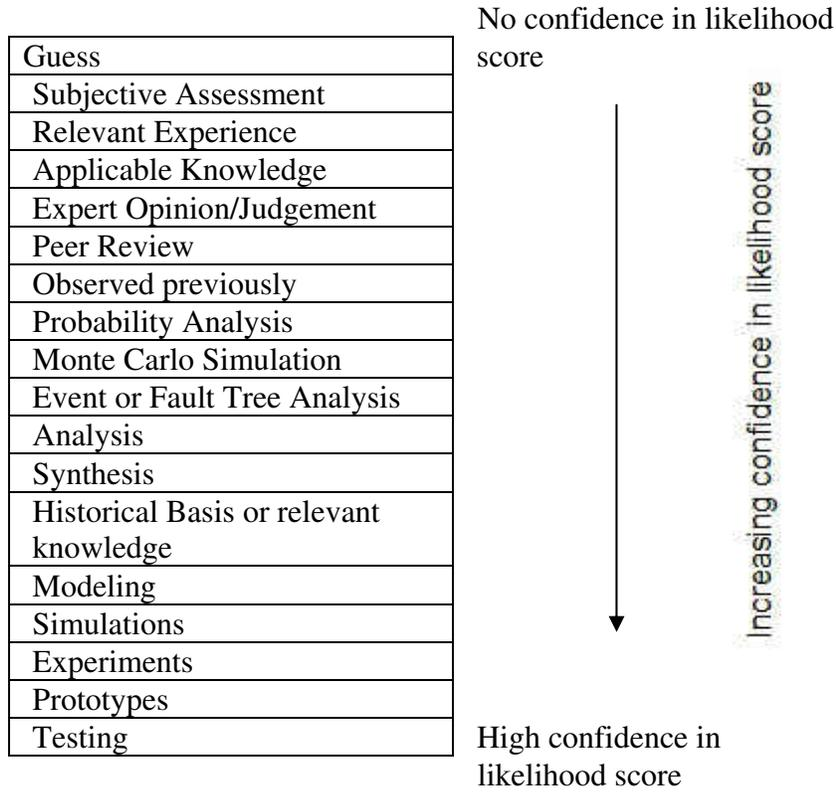 No confidence in likelihood
score
Guess
Subjective Assessment
Relevant Experience
Applicable Knowledge
Expert Opinion/Judgement
Peer Review
Observed previously
Probability Analysis
Monte Carlo Simulation
Event or Fault Tree Analysis
Analysis
Synthesis
Historical Basis or relevant
knowledge
Modeling
Simulations
Experiments
Prototypes
Testing
Increasing confidence in likelihood score
High confidence in
likelihood score